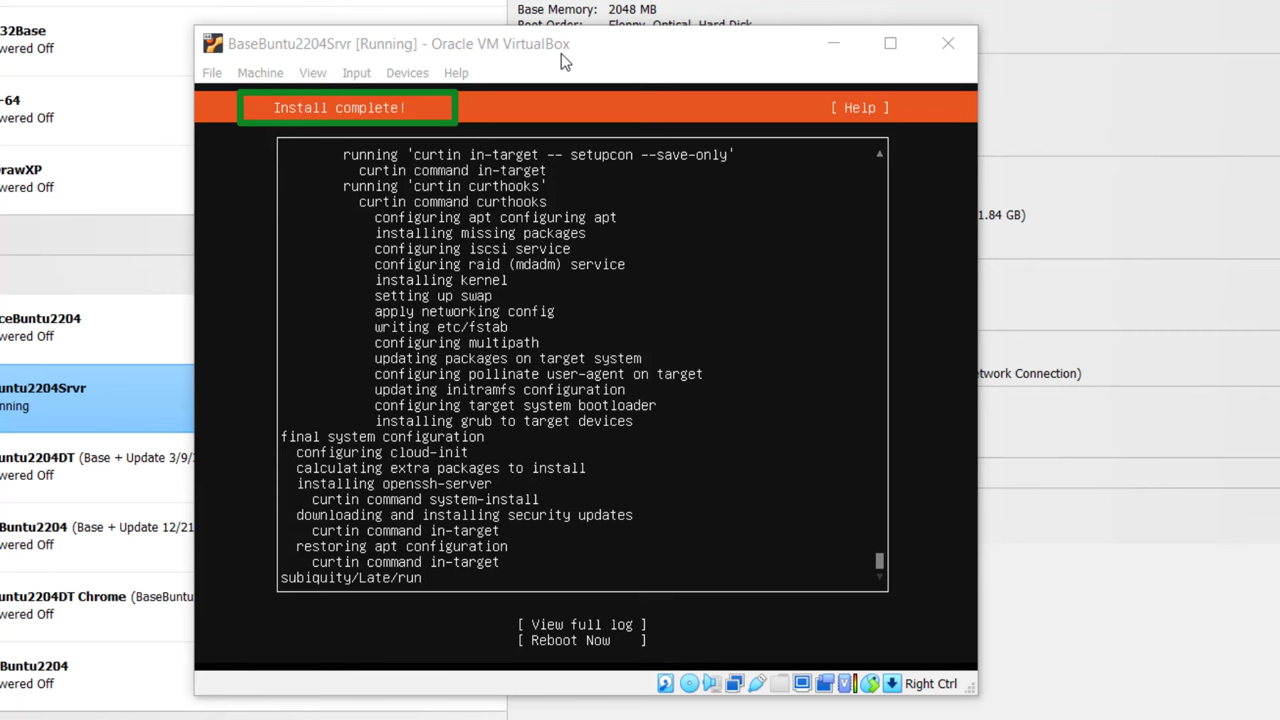 Base Memory: 2048 MB
Boot Order: Floppy, Optical, Hard Disk
32Base
wered Off
-64
wered Off
DrawXP
wered Off
ceBuntu2204
wered Off
untu2204Srvr
nning
untu2204DT (Base + Update 3/9/
wered Off
Buntu2204 (Base + Update 12/21
wered Off
untu2204DT Chrome (BaseBuntu
wered Off
Buntu2204
wered Off
1.84 GB)
twork Connection)
BaseBuntu2204Srvr [Running] - Oracle VM VirtualBox
File Machine View Input Devices Help
Install complete! [ Help ]
running 'curtin in-target -- setupcon --save-only'
curtin command in-target
running 'curtin curthooks'
curtin command curthooks
configuring apt configuring apt
installing missing packages
configuring iscsi service
configuring raid (mdadm) service
installing kernel
setting up swap
apply networking config
writing etc/fstab
configuring multipath
updating packages on target system
configuring pollinate user-agent on target
updating initramfs configuration
configuring target system bootloader
installing grub to target devices
final system configuration
configuring cloud-init
calculating extra packages to install
installing openssh-server
curtin command system-install
downloading and installing security updates
curtin command in-target
restoring apt configuration
curtin command in-target
subiquity/Late/run
[ View full log ]
[ Reboot Now ]
Right Ctrl